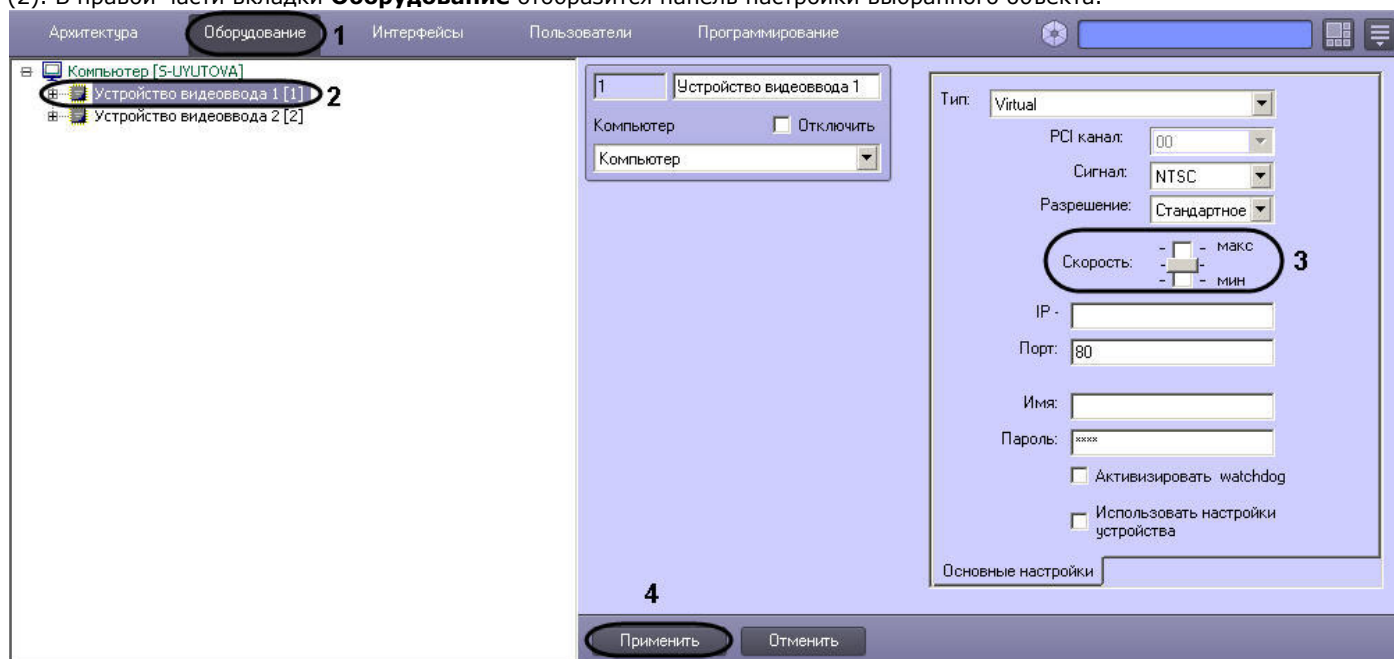 (2). В правой части вкладки Оборудование отобразится панель настройки выбранного объекта.
Архитектура Оборудование 1 Интерфейсы Пользователи Программирование
Компьютер [S-UYUTOVA]
Устройство видеоввода 1 [1] 2
Устройство видеоввода 2 [2]
1 Устройство видеоввода 1
Компьютер Отключить
Компьютер
Тип: Virtual
PCI канал: 00
Сигнал: NTSC
Разрешение: Стандартное
Скорость: - - макс
- -
- - мин
3
IP -
Порт: 80
Имя:
Пароль: ****
Активизировать watchdog
Использовать настройки
устройства
Основные настройки
4
Применить Отменить